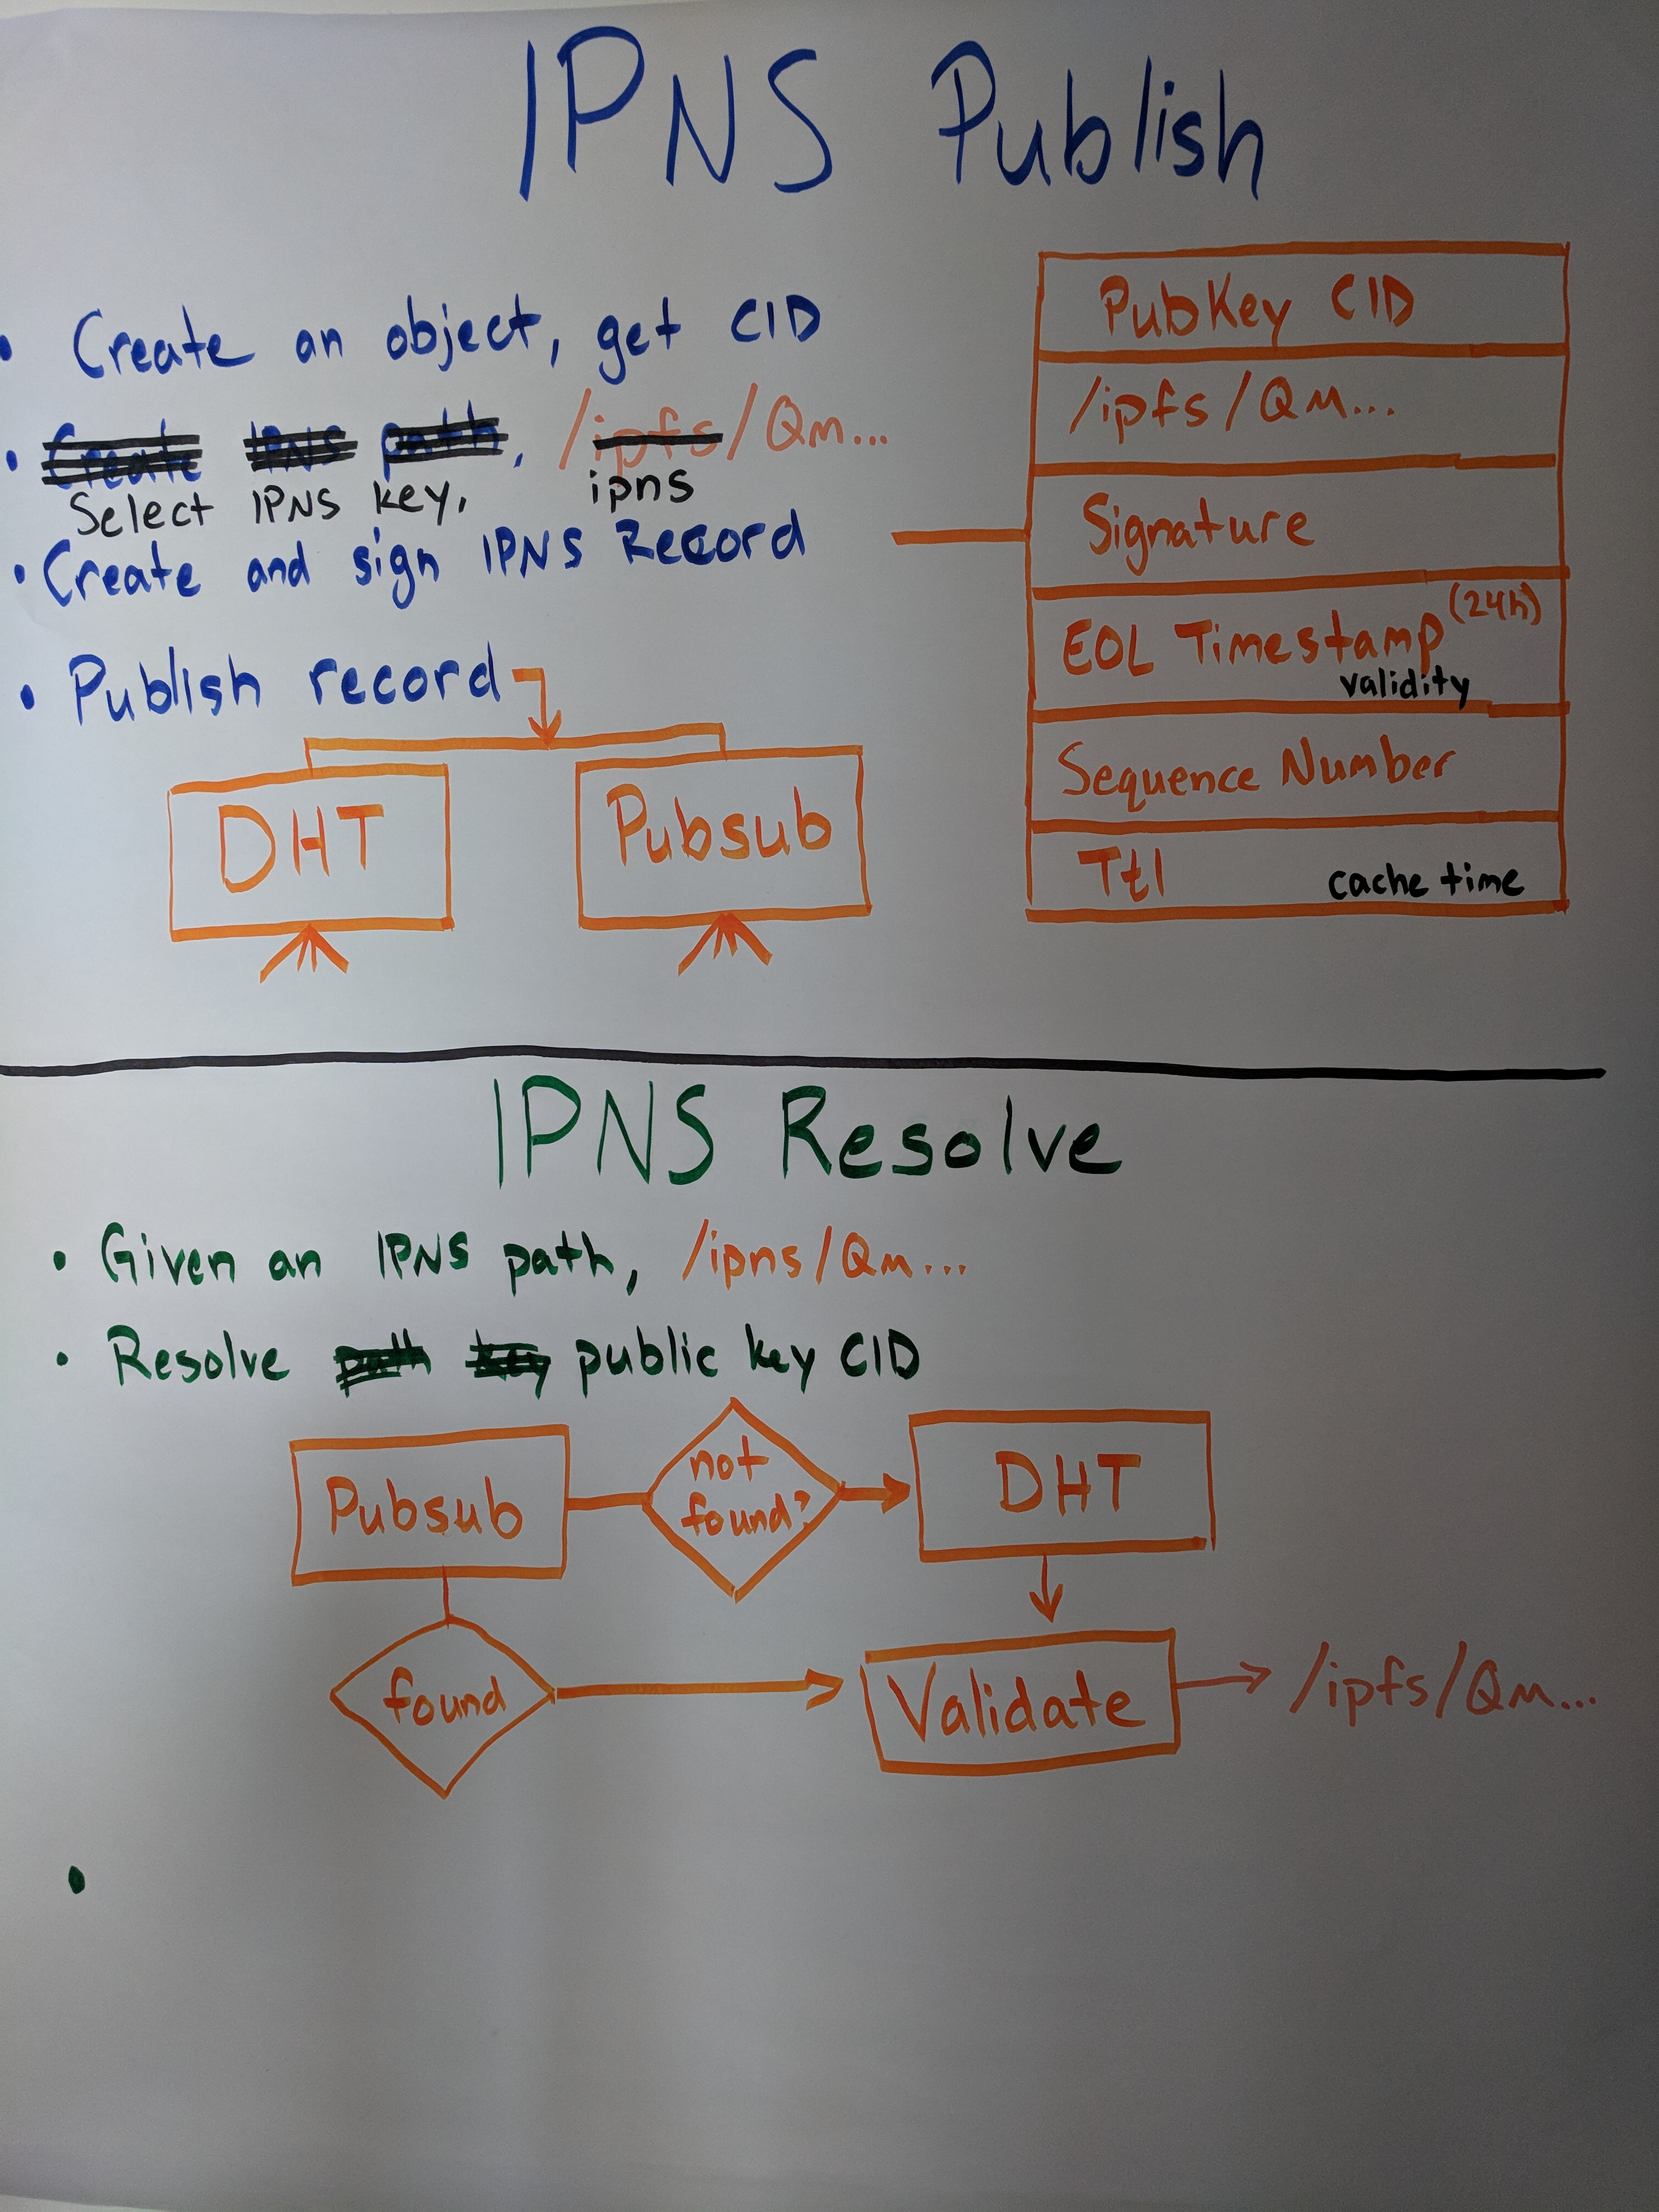 IPNS Publish
• Create an object, get CID
• Create IPNS path, /ipfs/Qm...
Select IPNS key, ipns
• Create and sign IPNS Record
• Publish record
DHT
Pubsub
PubKey CID
/ipfs/Qm...
Signature
EOL Timestamp (24h)
validity
Sequence Number
Ttl cache time
IPNS Resolve
• Given an IPNS path, /ipns/Qm...
• Resolve path key public key CID
Pubsub
not
found?
DHT
found
Validate
/ipfs/Qm...
•